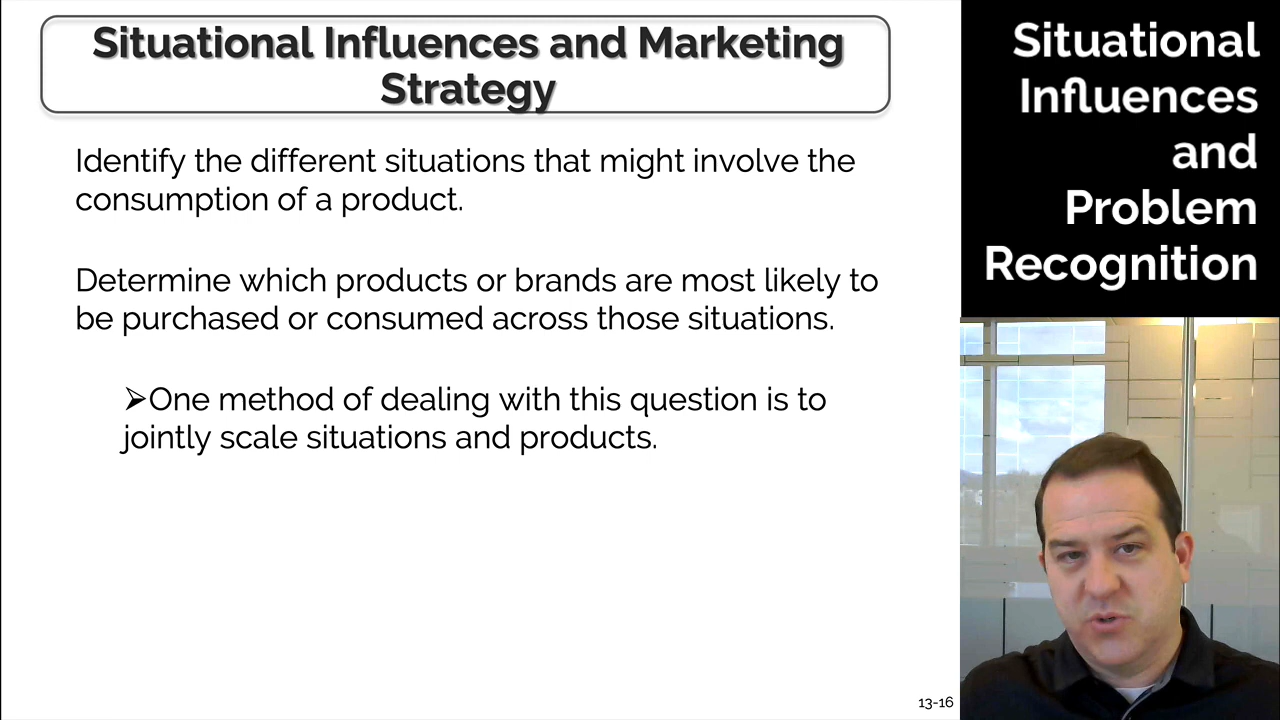 Situational Influences and Marketing
Strategy
Identify the different situations that might involve the
consumption of a product.
Determine which products or brands are most likely to
be purchased or consumed across those situations.
➢One method of dealing with this question is to
jointly scale situations and products.
13-16
Situational
Influences
and
Problem
Recognition